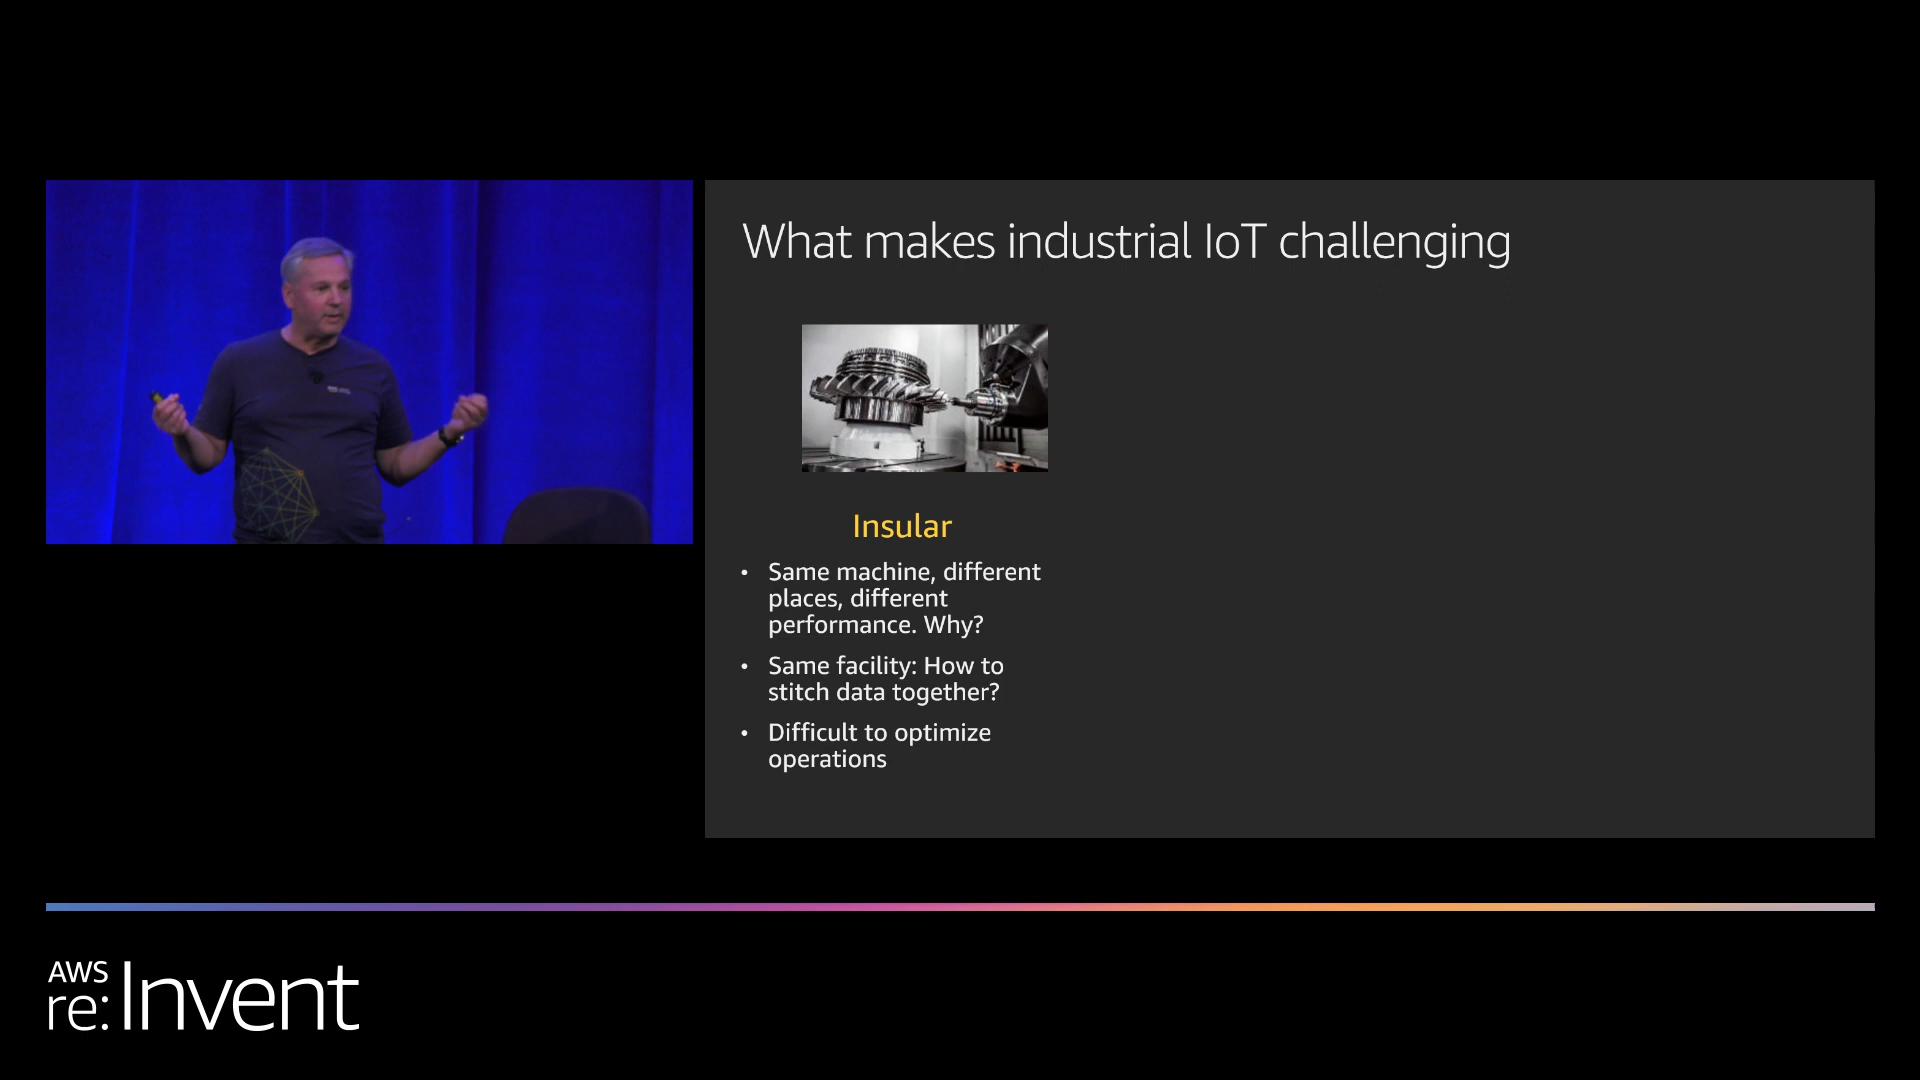 What makes industrial IoT challenging
Insular
• Same machine, different
places, different
performance. Why?
• Same facility: How to
stitch data together?
• Difficult to optimize
operations
AWS
re:Invent